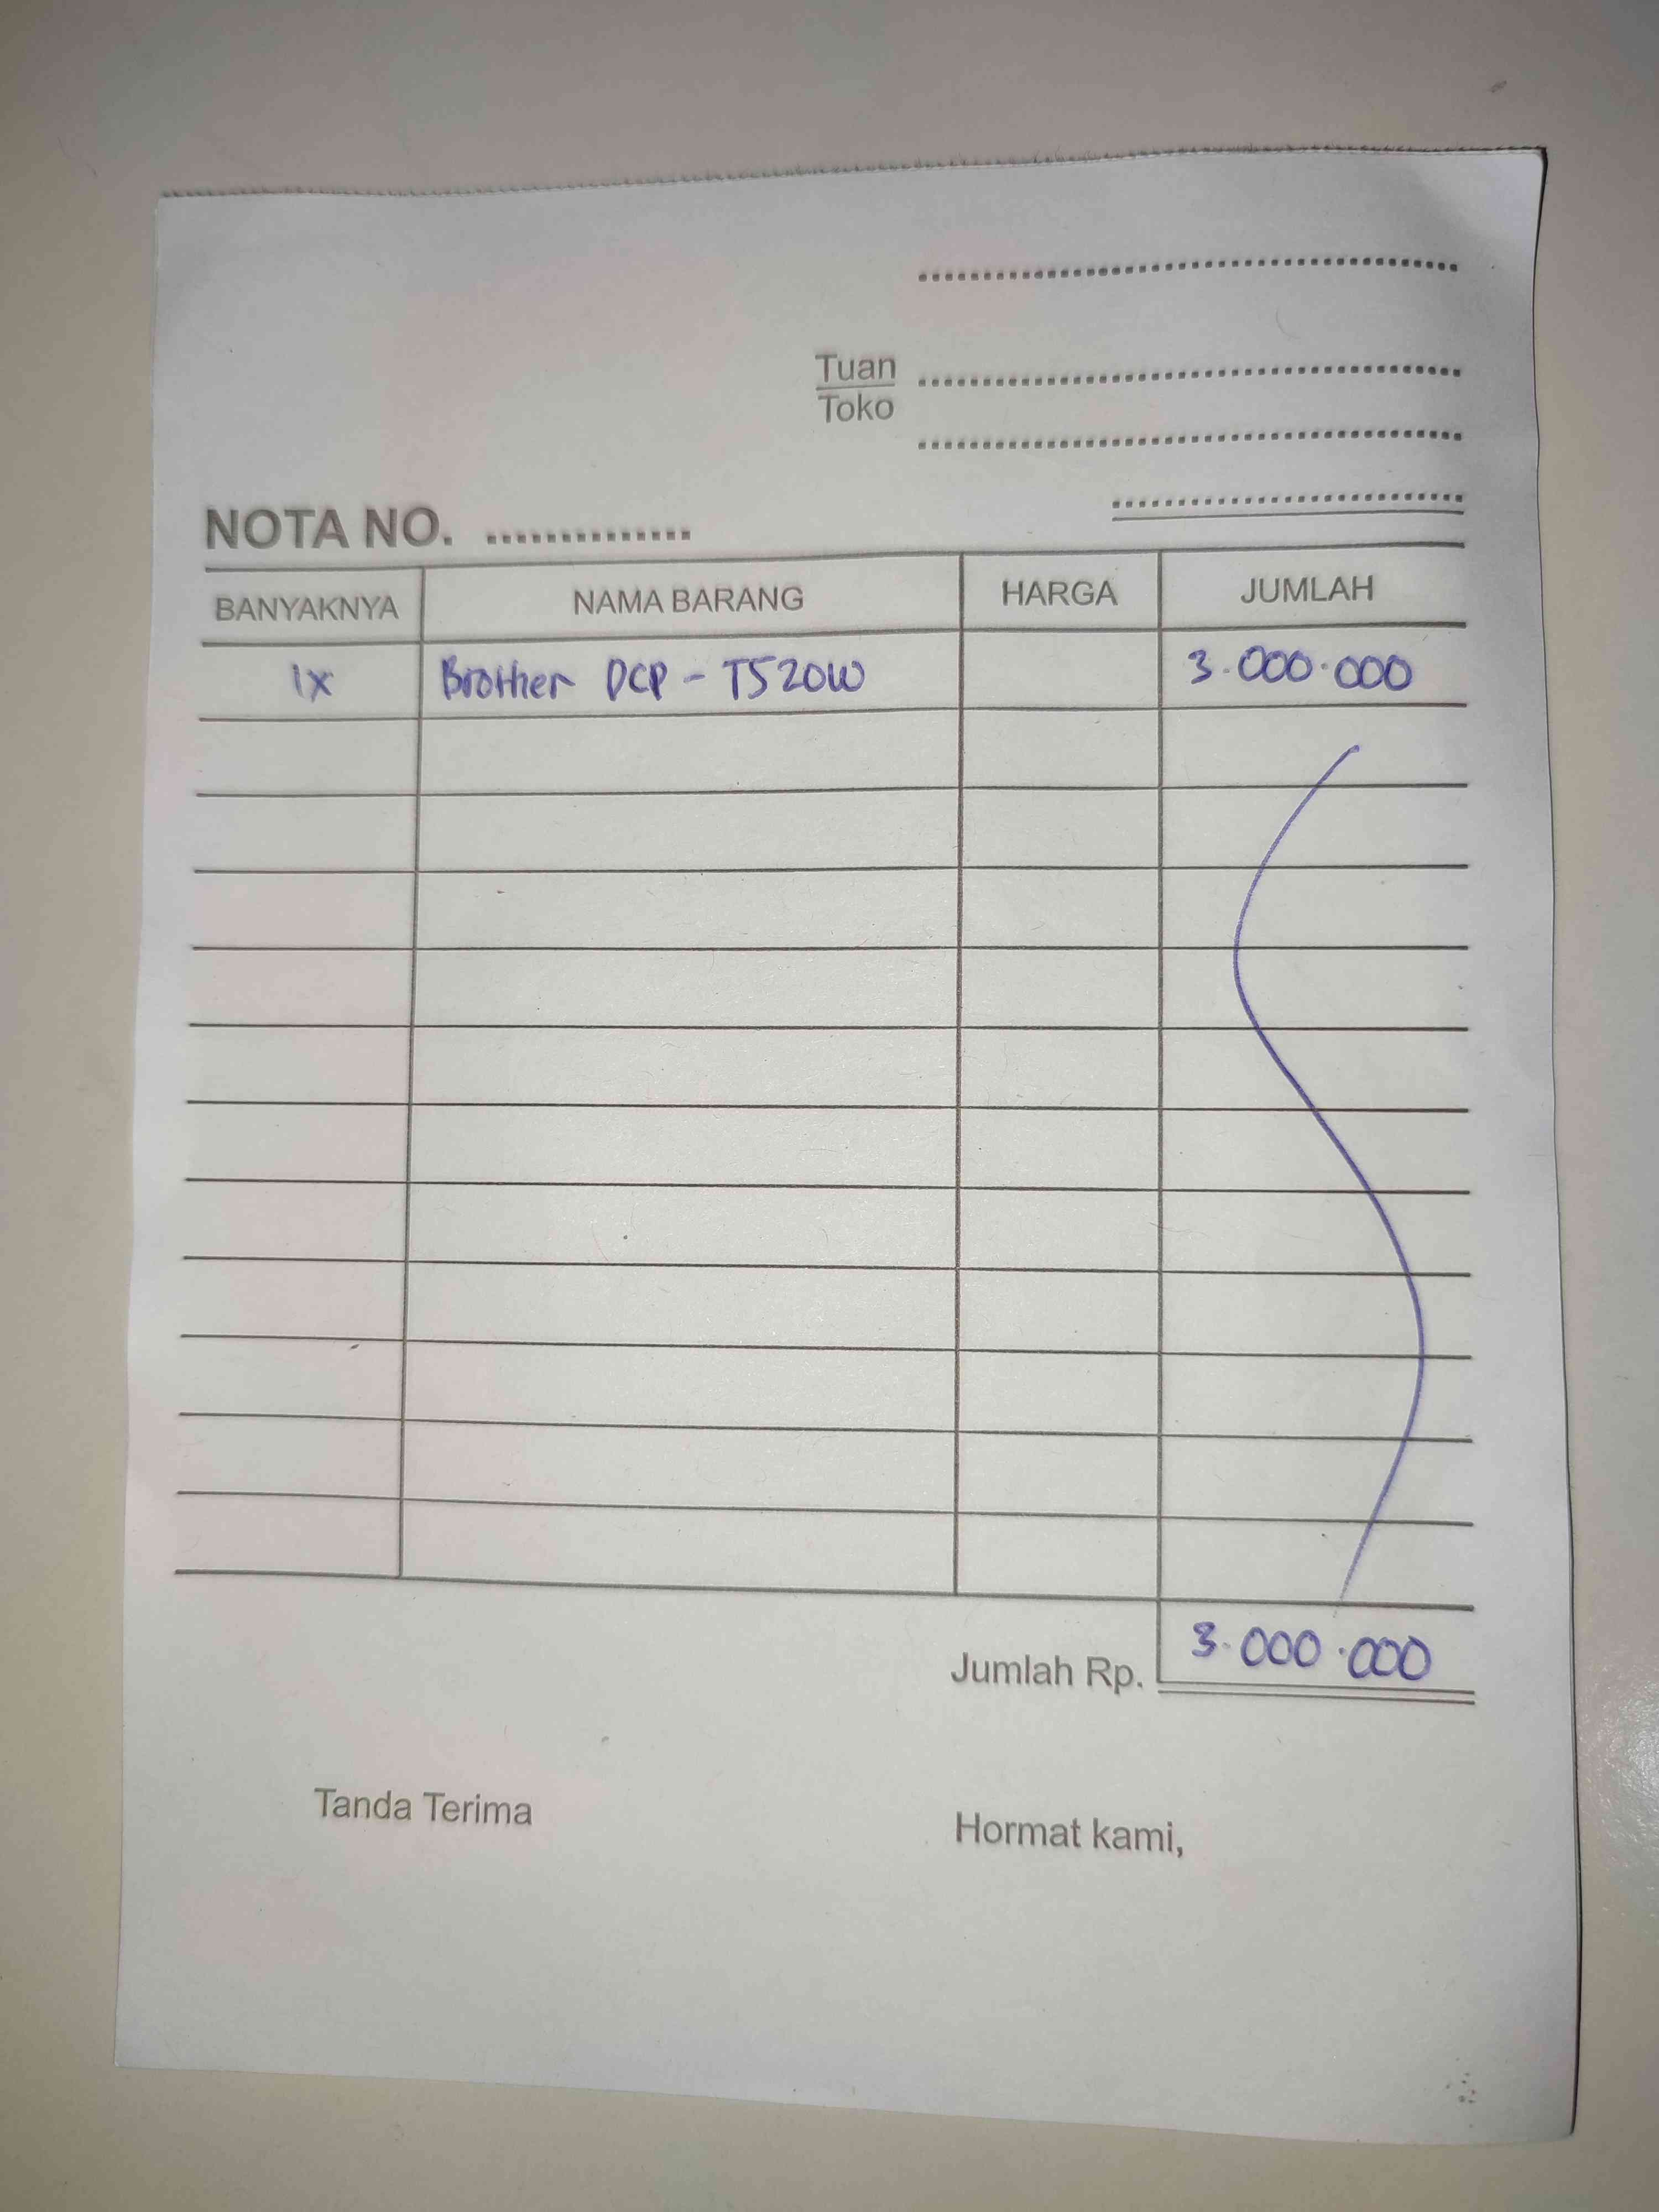 Tuan
Toko
NOTA NO. ..............
BANYAKNYA NAMA BARANG HARGA JUMLAH
1x Brother DCP - T520W 3.000.000
Jumlah Rp. 3.000.000
Tanda Terima Hormat kami,